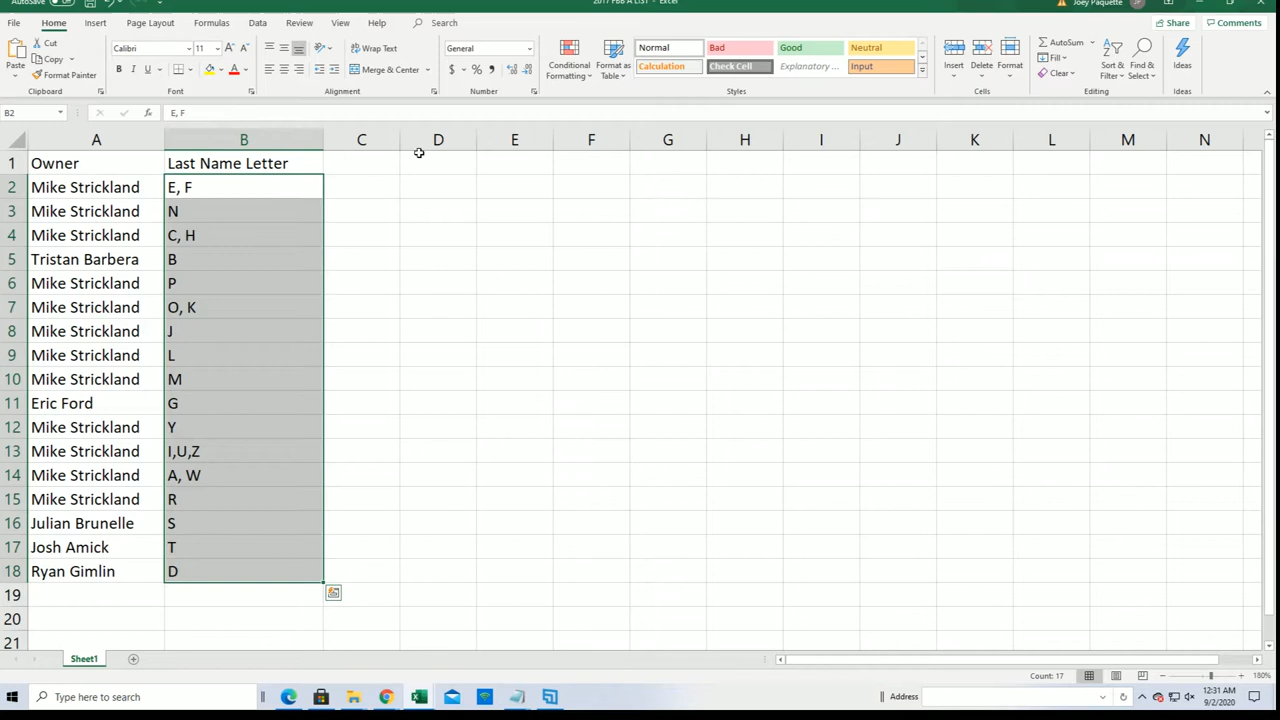 AutoSave Off 2017 FBB A LIST - Excel Joey Paquette JP
File Home Insert Page Layout Formulas Data Review View Help Search Share Comments
Paste Cut Copy Format Painter Clipboard
Calibri 11 A A B I U A Font
Wrap Text Merge & Center Alignment
General $ % , Number
Conditional Formatting Format as Table
Normal Bad Good Neutral
Calculation Check Cell Explanatory ... Input
Styles
Insert Delete Format Cells
AutoSum Fill Clear Sort & Filter Find & Select Editing
Ideas Ideas
B2 fx E, F
A B C D E F G H I J K L M N
1 Owner Last Name Letter
2 Mike Strickland E, F
3 Mike Strickland N
4 Mike Strickland C, H
5 Tristan Barbera B
6 Mike Strickland P
7 Mike Strickland O, K
8 Mike Strickland J
9 Mike Strickland L
10 Mike Strickland M
11 Eric Ford G
12 Mike Strickland Y
13 Mike Strickland I,U,Z
14 Mike Strickland A, W
15 Mike Strickland R
16 Julian Brunelle S
17 Josh Amick T
18 Ryan Gimlin D
19
20
21
Sheet1
Count: 17 180%
Type here to search Address 12:31 AM
9/2/2020